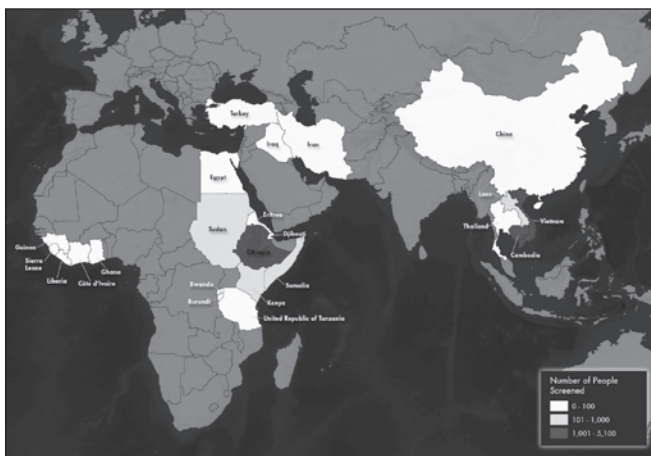 Turkey
China
Iraq
Iran
Egypt
Laos
Eritrea
Sudan
Vietnam
Thailand
Djibouti
Guinea
Ethiopia
Cambodia
Sierra
Leone
Ghana
Liberia
Côte d'Ivoire
Rwanda
Somalia
Burundi
Kenya
United Republic of Tanzania
Number of People
Screened
0 - 100
101 - 1,000
1,001 - 5,100